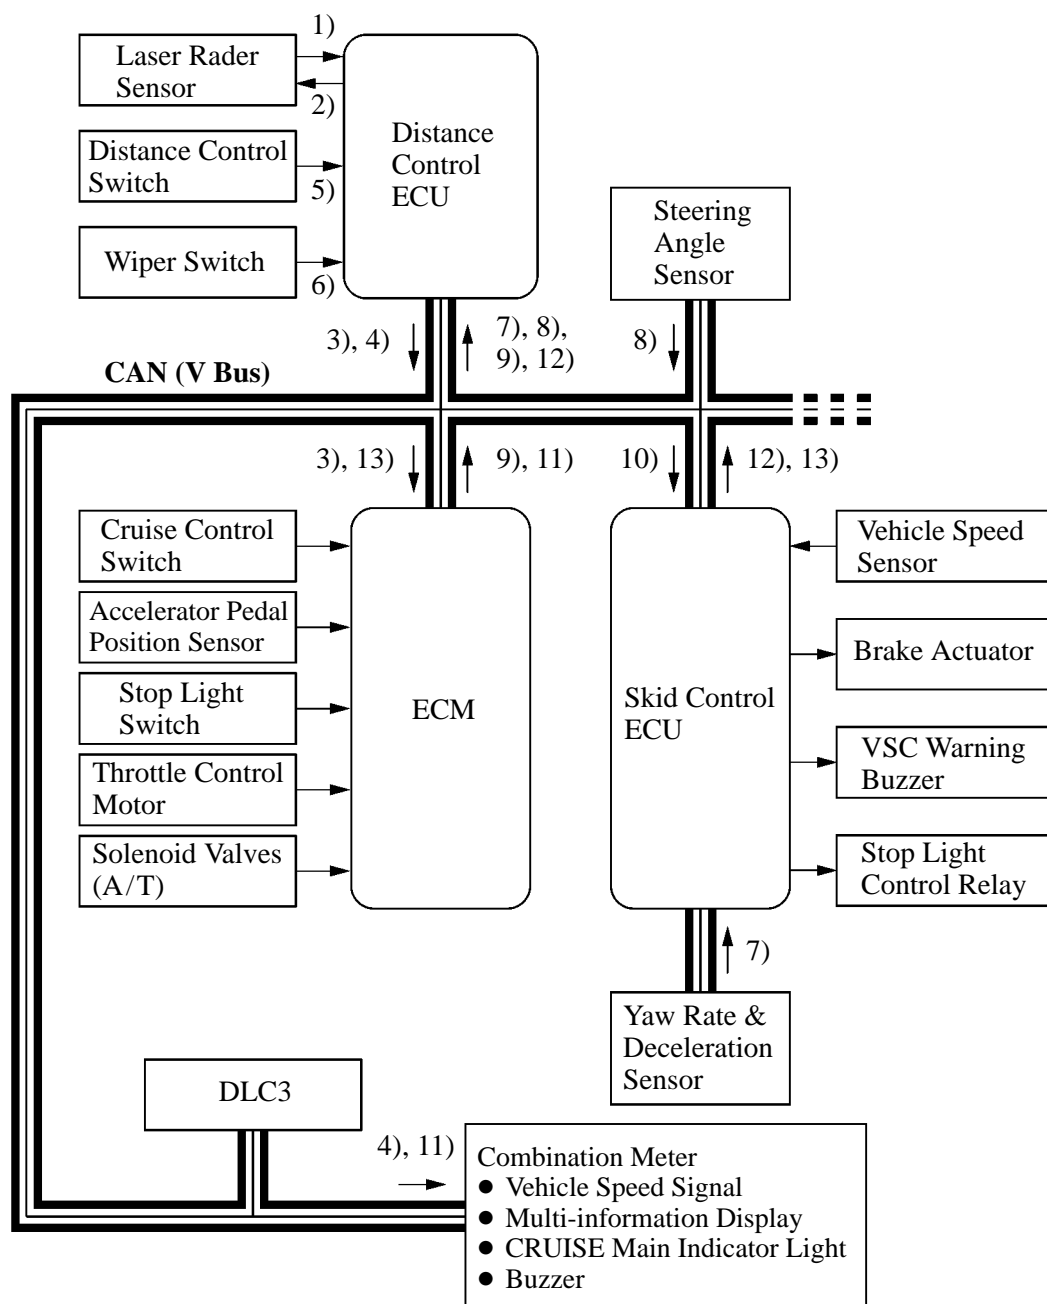 1)
Laser Rader
Sensor
2)
Distance
Control
ECU
Distance Control
Switch
5)
Wiper Switch
6)
Steering
Angle
Sensor
3), 4)
7), 8),
9), 12)
8)
CAN (V Bus)
3), 13)
9), 11)
10)
12), 13)
Cruise Control
Switch
Accelerator Pedal
Position Sensor
Stop Light
Switch
Throttle Control
Motor
Solenoid Valves
(A/T)
ECM
Skid Control
ECU
Vehicle Speed
Sensor
Brake Actuator
VSC Warning
Buzzer
Stop Light
Control Relay
7)
Yaw Rate &
Deceleration
Sensor
DLC3
4), 11)
Combination Meter
● Vehicle Speed Signal
● Multi-information Display
● CRUISE Main Indicator Light
● Buzzer